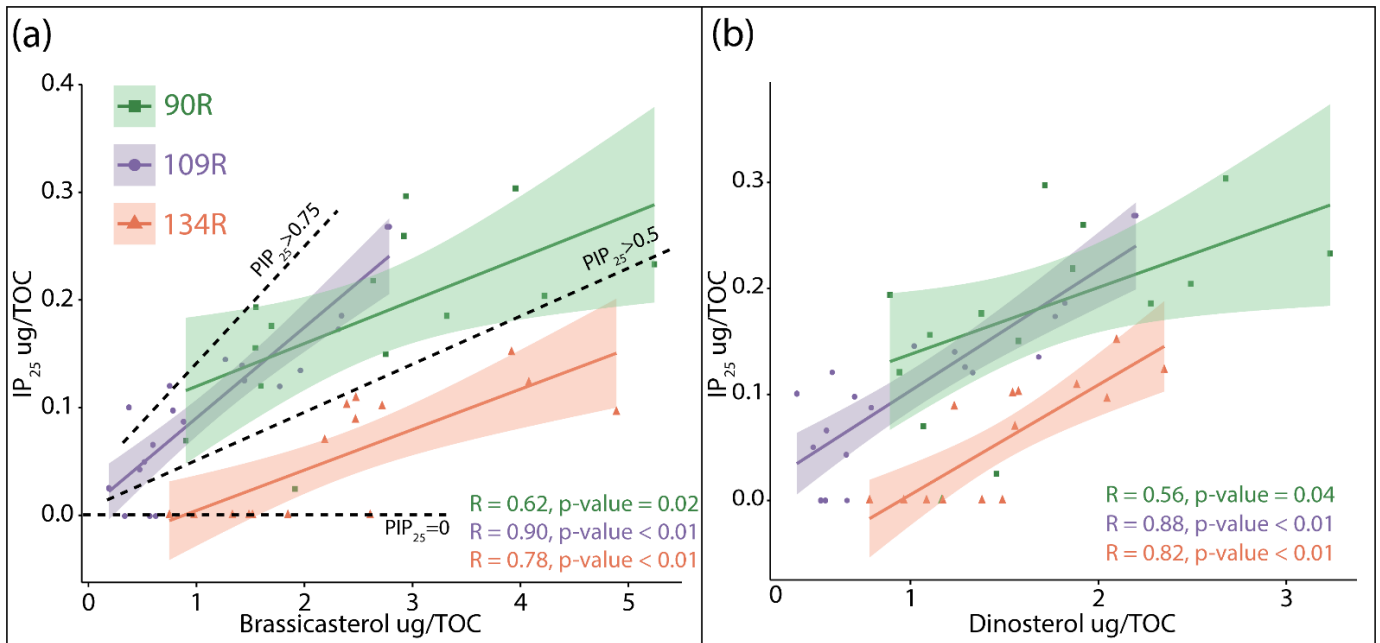 (a)
0.4
0.3
0.2
0.1
0.0
IP25 ug/TOC
90R
109R
134R
PIP25>0.75
PIP25>0.5
PIP25=0
R = 0.62, p-value = 0.02
R = 0.90, p-value < 0.01
R = 0.78, p-value < 0.01
0 1 2 3 4 5
Brassicasterol ug/TOC
(b)
0.3
0.2
0.1
0.0
IP25 ug/TOC
R = 0.56, p-value = 0.04
R = 0.88, p-value < 0.01
R = 0.82, p-value < 0.01
1 2 3
Dinosterol ug/TOC